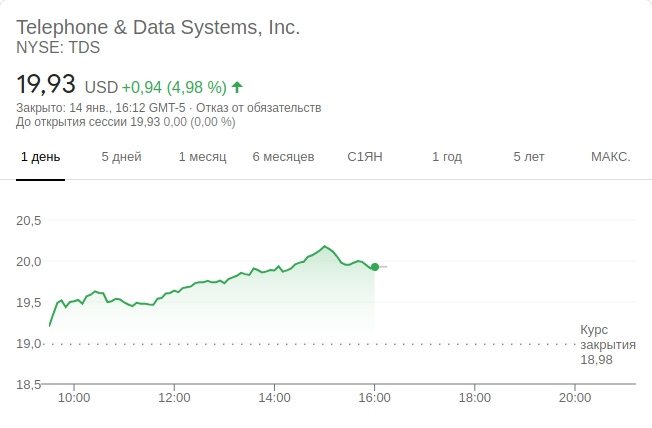 Telephone & Data Systems, Inc.
NYSE: TDS
19,93 USD +0,94 (4,98 %)
Закрыто: 14 янв., 16:12 GMT-5 · Отказ от обязательств
До открытия сессии 19,93 0,00 (0,00 %)
1 день 5 дней 1 месяц 6 месяцев С1ЯН 1 год 5 лет МАКС.
20,5
20,0
19,5
Курс
19,0 закрытия
18,98
18,5
10:00 12:00 14:00 16:00 18:00 20:00